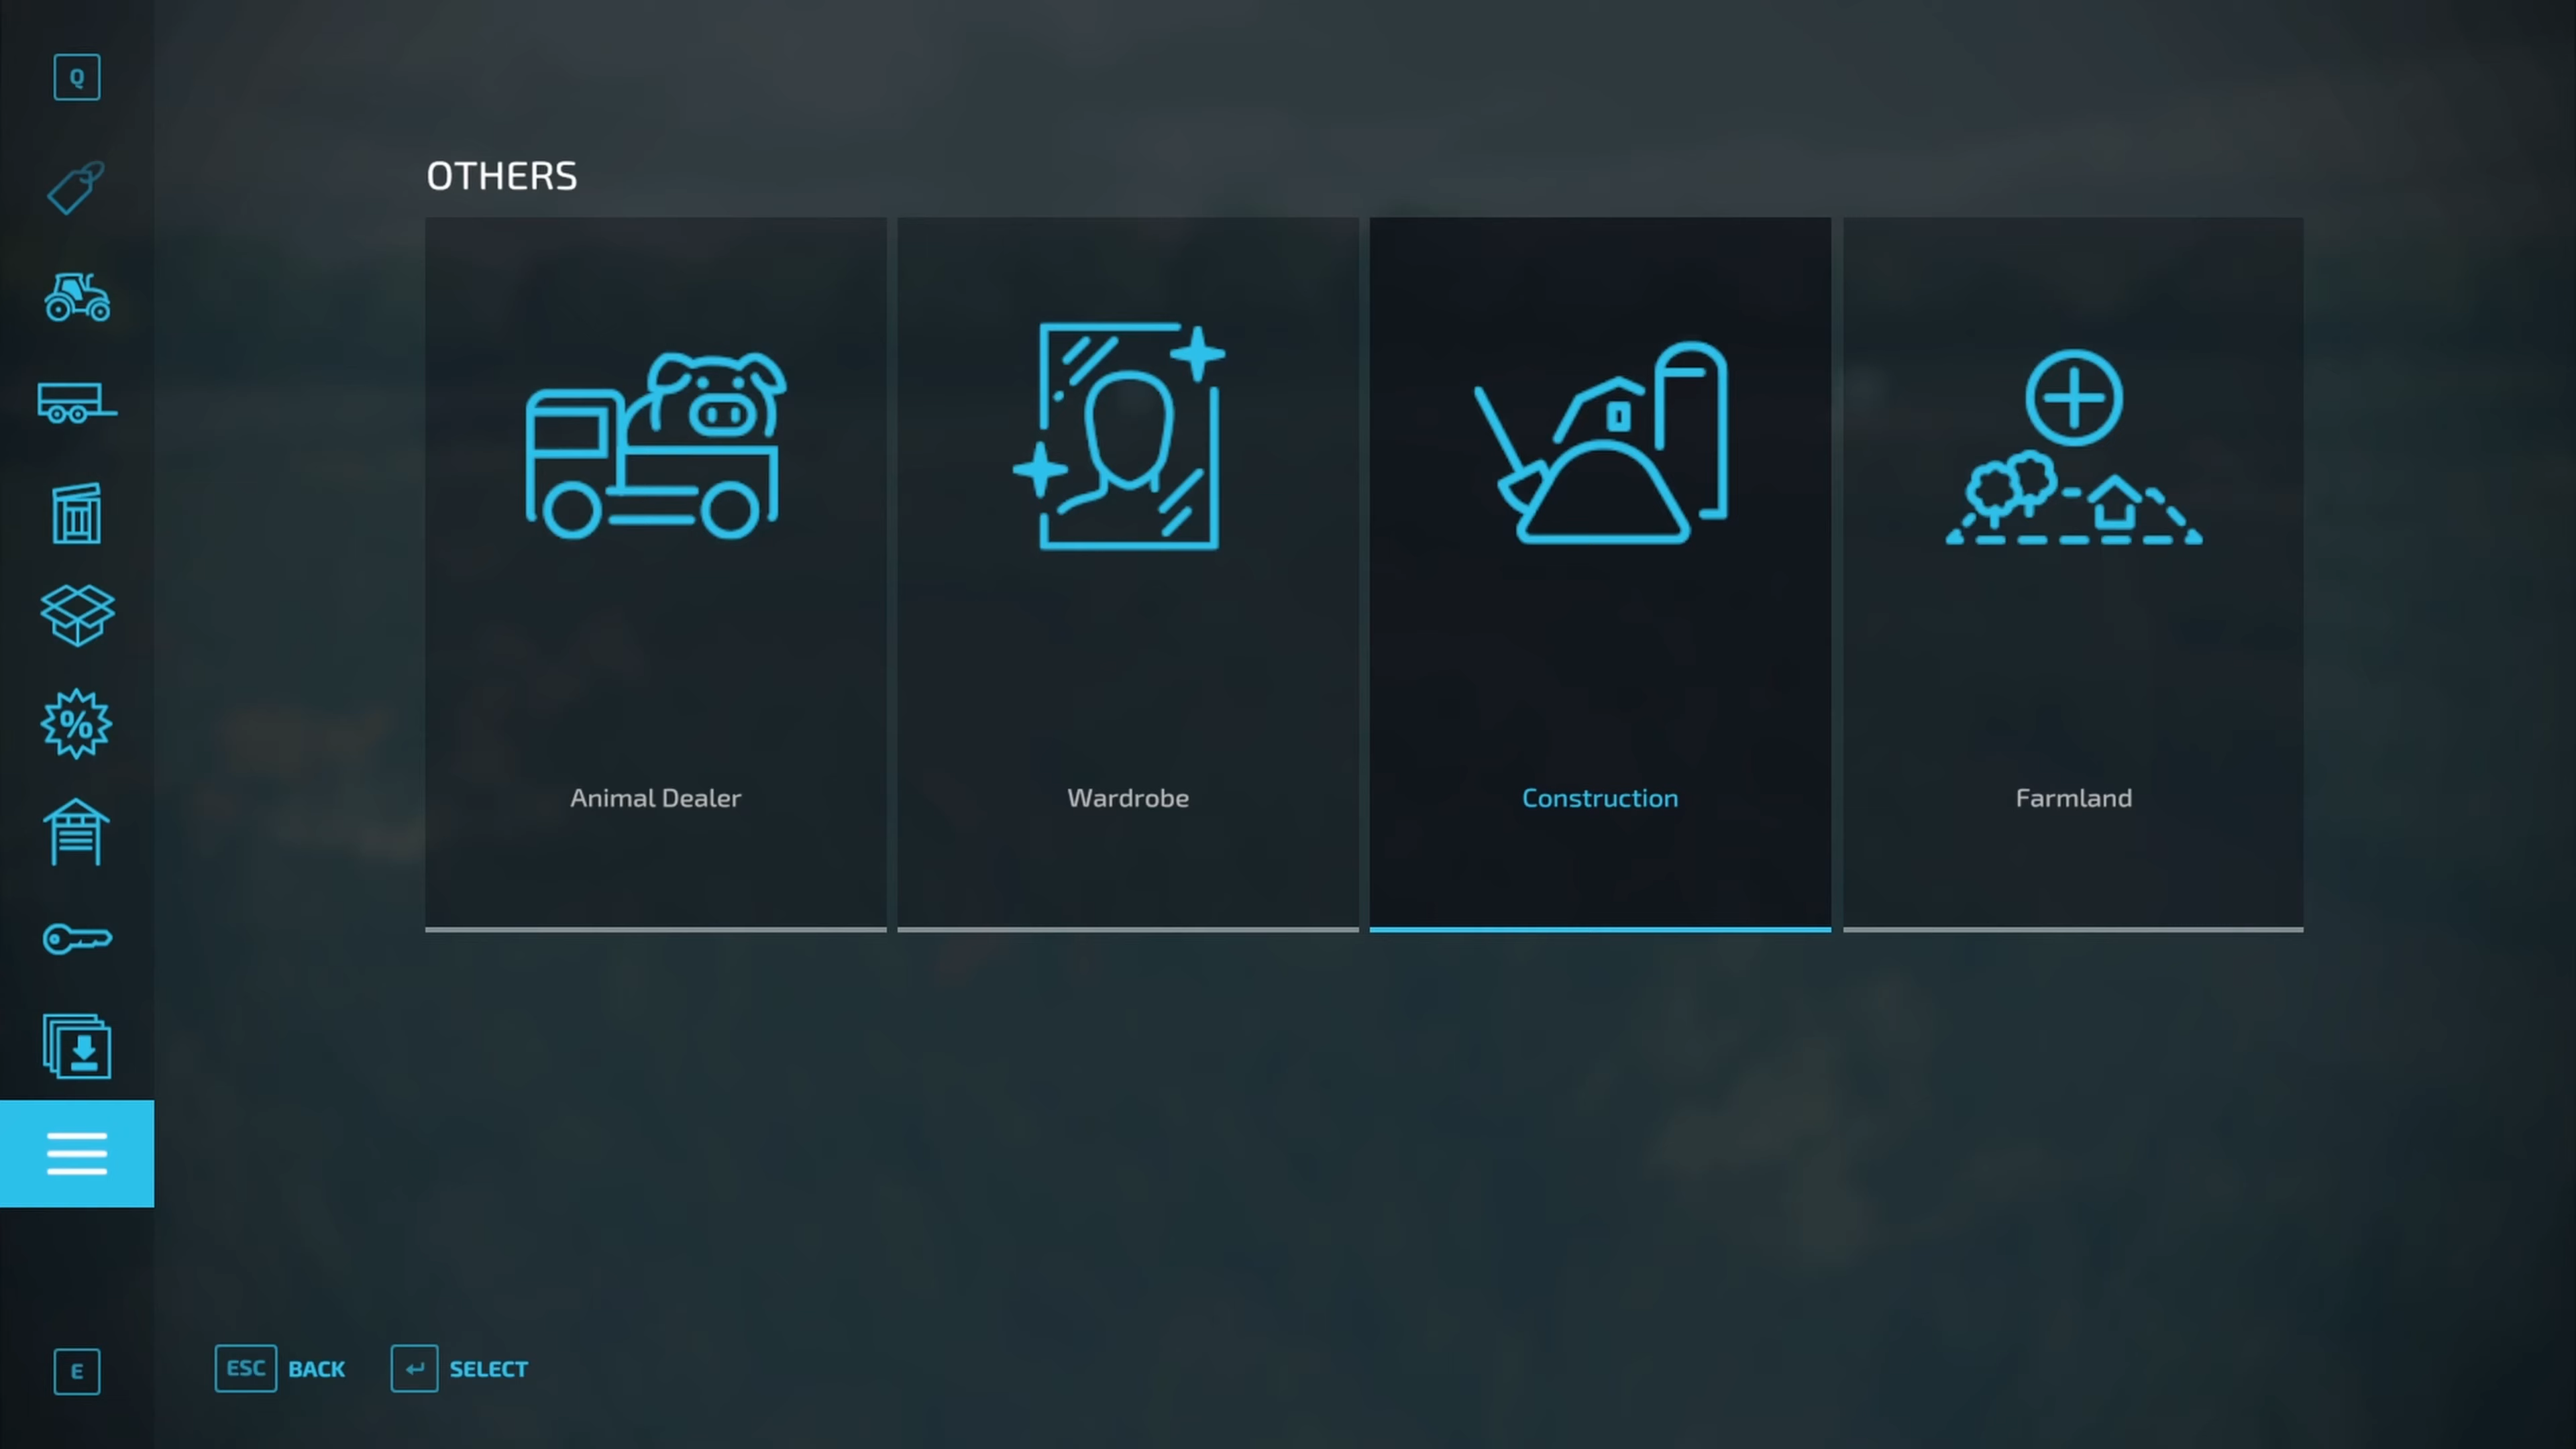 Q
OTHERS
%
Animal Dealer
Wardrobe
Construction
Farmland
E
ESC BACK
SELECT